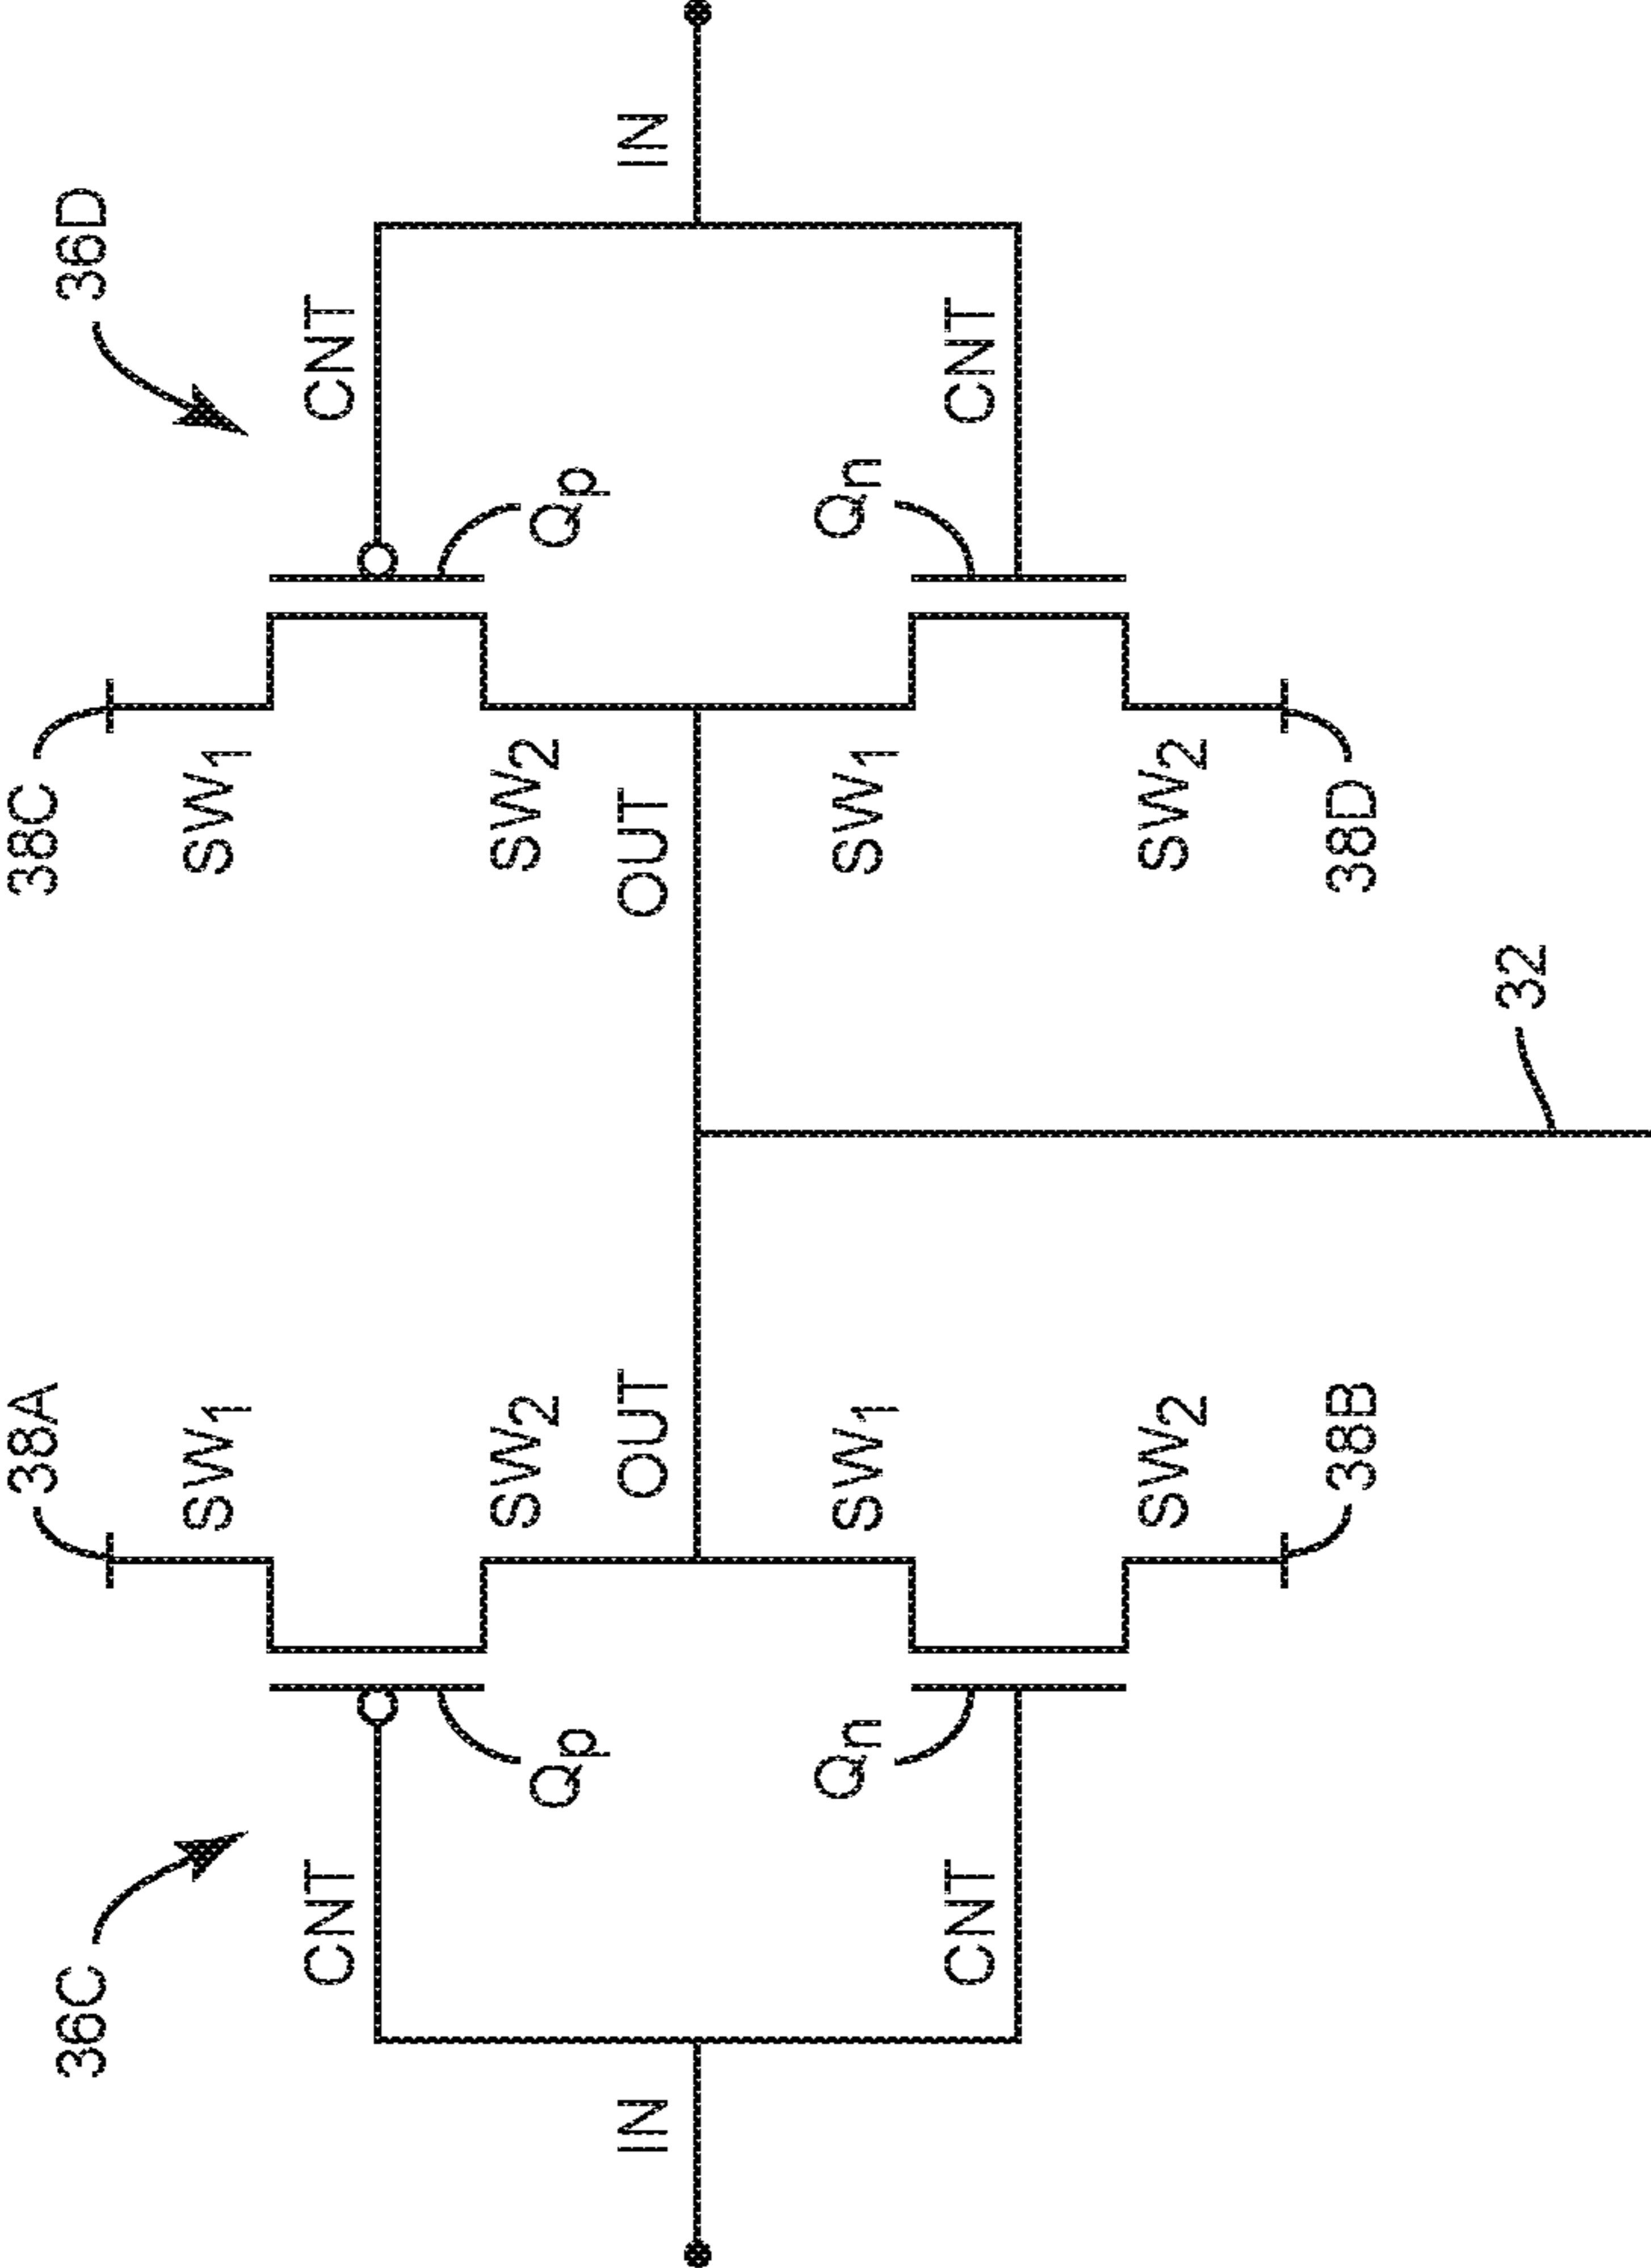 38A
38C
36C
36D
SW1
SW1
CNT
CNT
SW2
SW2
Qp
Qp
IN
OUT
OUT
IN
Qn
SW1
SW1
Qn
CNT
CNT
SW2
SW2
38B
38D
32